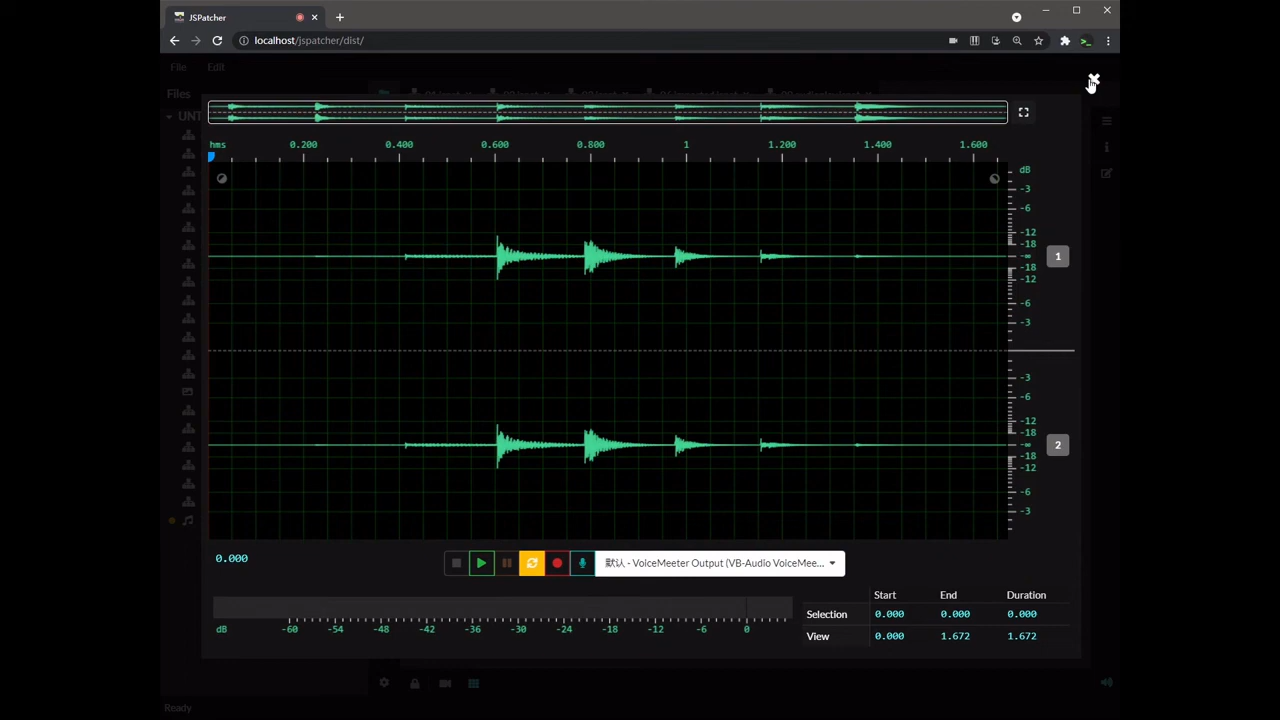 JSPatcher
localhost/jspatcher/dist/
File Edit
Files
UNT
hms 0.200 0.400 0.600 0.800 1 1.200 1.400 1.600
dB
-3
-6
-12
-18
-∞
-18
-12
-6
-3
1
-3
-6
-12
-18
-∞
-18
-12
-6
-3
2
0.000
默认 - VoiceMeeter Output (VB-Audio VoiceMee...
dB -60 -54 -48 -42 -36 -30 -24 -18 -12 -6 0
Start End Duration
Selection 0.000 0.000 0.000
View 0.000 1.672 1.672
Ready